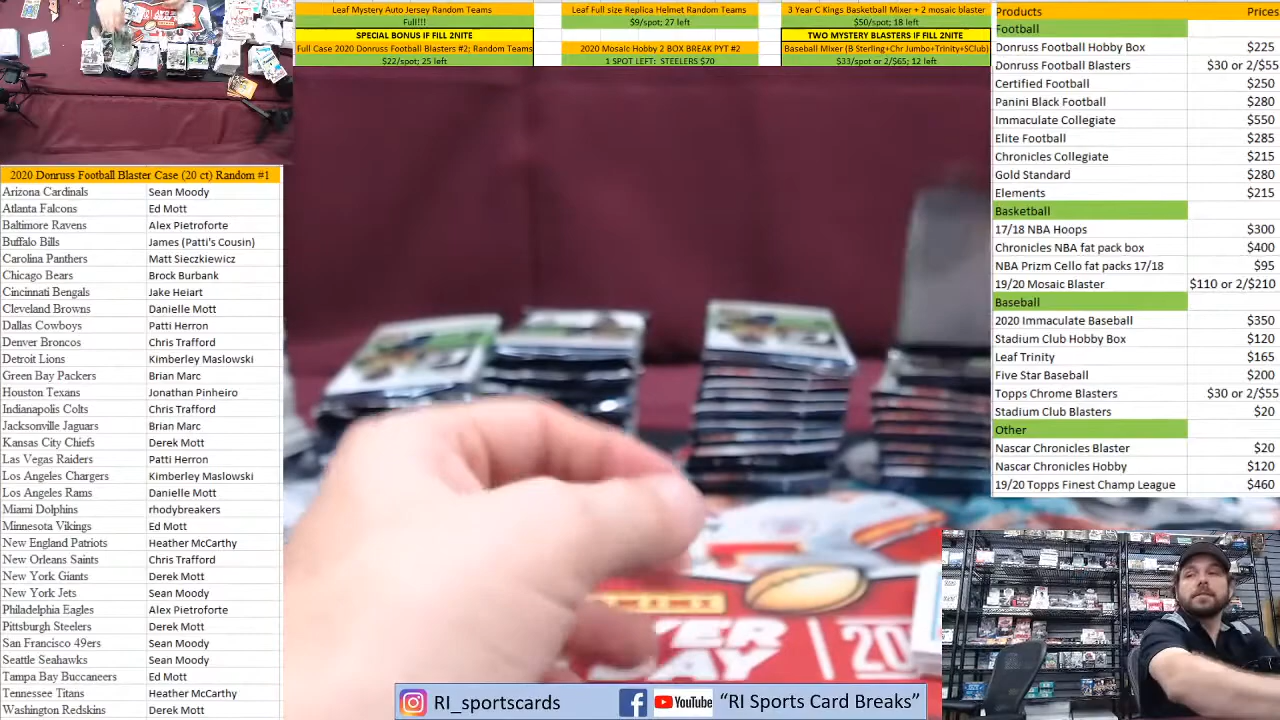 Leaf Mystery Auto Jersey Random Teams
Full!!!
SPECIAL BONUS IF FILL 2NITE
Full Case 2020 Donruss Football Blasters #2; Random Teams
$22/spot; 25 left
Leaf Full size Replica Helmet Random Teams
$9/spot; 27 left
2020 Mosaic Hobby 2 BOX BREAK PYT #2
1 SPOT LEFT: STEELERS $70
3 Year C Kings Basketball Mixer + 2 mosaic blaster
$50/spot; 18 left
TWO MYSTERY BLASTERS IF FILL 2NITE
Baseball Mixer (B Sterling+Chr Jumbo+Trinity+SClub)
$33/spot or 2/$65; 12 left
Products Prices
Football
Donruss Football Hobby Box $225
Donruss Football Blasters $30 or 2/$55
Certified Football $250
Panini Black Football $280
Immaculate Collegiate $550
Elite Football $285
Chronicles Collegiate $215
Gold Standard $280
Elements $215
Basketball
17/18 NBA Hoops $300
Chronicles NBA fat pack box $400
NBA Prizm Cello fat packs 17/18 $95
19/20 Mosaic Blaster $110 or 2/$210
Baseball
2020 Immaculate Baseball $350
Stadium Club Hobby Box $120
Leaf Trinity $165
Five Star Baseball $200
Topps Chrome Blasters $30 or 2/$55
Stadium Club Blasters $20
Other
Nascar Chronicles Blaster $20
Nascar Chronicles Hobby $120
19/20 Topps Finest Champ League $460
2020 Donruss Football Blaster Case (20 ct) Random #1
Arizona Cardinals Sean Moody
Atlanta Falcons Ed Mott
Baltimore Ravens Alex Pietroforte
Buffalo Bills James (Patti's Cousin)
Carolina Panthers Matt Sieczkiewicz
Chicago Bears Brock Burbank
Cincinnati Bengals Jake Heiart
Cleveland Browns Danielle Mott
Dallas Cowboys Patti Herron
Denver Broncos Chris Trafford
Detroit Lions Kimberley Maslowski
Green Bay Packers Brian Marc
Houston Texans Jonathan Pinheiro
Indianapolis Colts Chris Trafford
Jacksonville Jaguars Brian Marc
Kansas City Chiefs Derek Mott
Las Vegas Raiders Patti Herron
Los Angeles Chargers Kimberley Maslowski
Los Angeles Rams Danielle Mott
Miami Dolphins rhodybreakers
Minnesota Vikings Ed Mott
New England Patriots Heather McCarthy
New Orleans Saints Chris Trafford
New York Giants Derek Mott
New York Jets Sean Moody
Philadelphia Eagles Alex Pietroforte
Pittsburgh Steelers Derek Mott
San Francisco 49ers Sean Moody
Seattle Seahawks Sean Moody
Tampa Bay Buccaneers Ed Mott
Tennessee Titans Heather McCarthy
Washington Redskins Derek Mott
RI_sportscards YouTube "RI Sports Card Breaks"